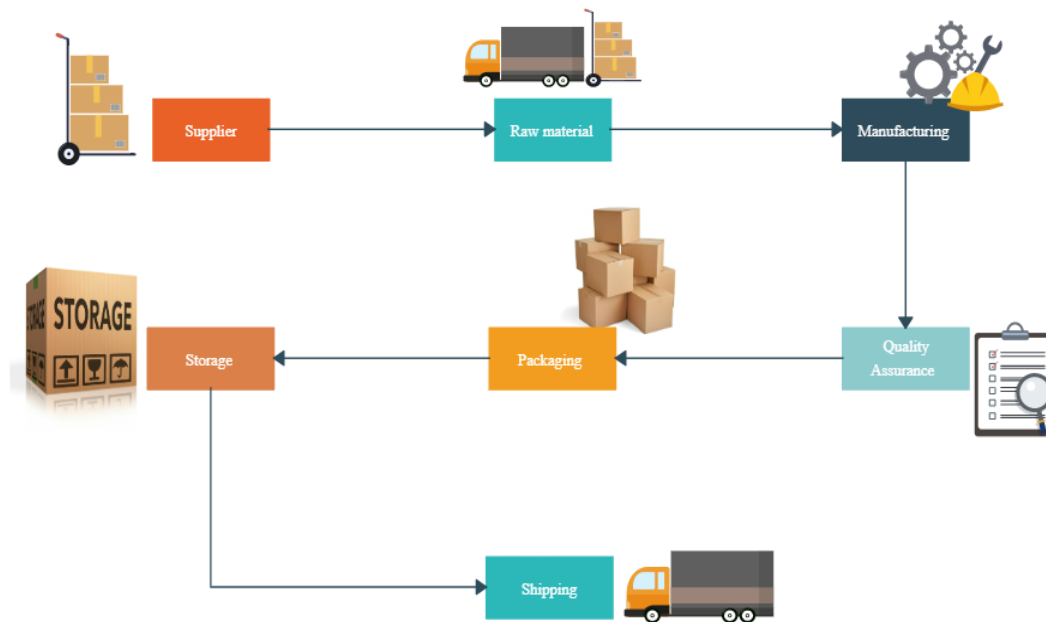 Supplier
Raw material
Manufacturing
STORAGE
Storage
Packaging
Quality
Assurance
Shipping